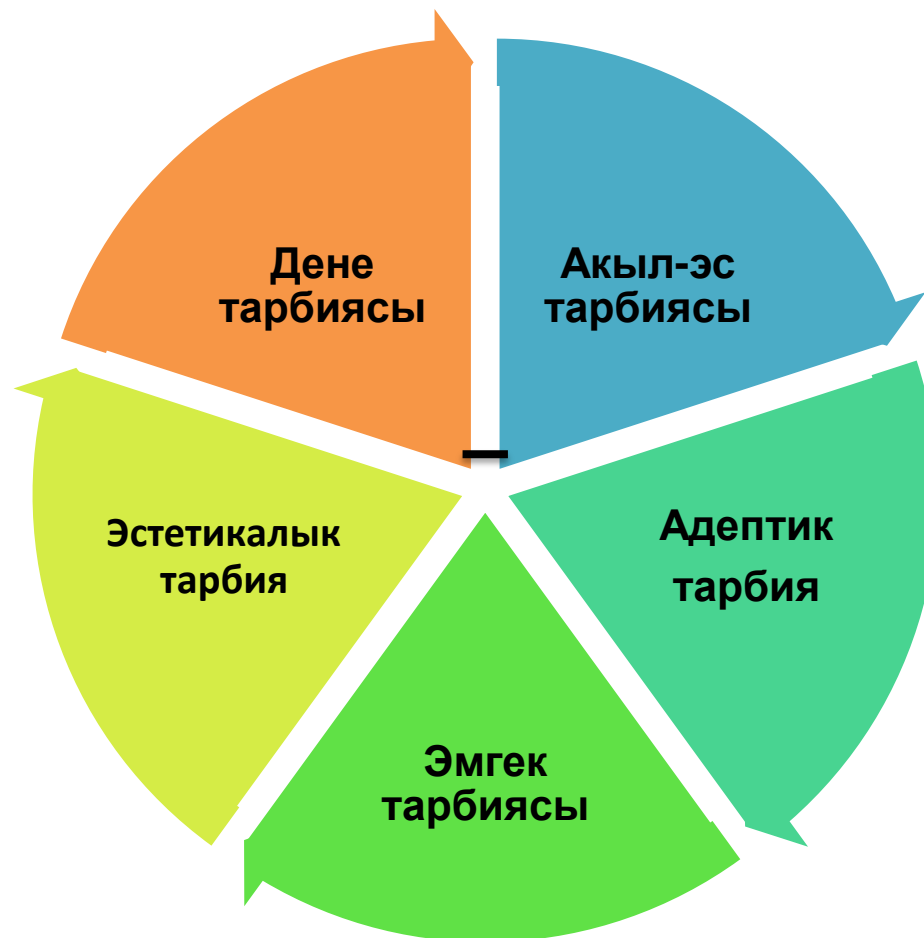 Дене
тарбиясы
Акыл-эс
тарбиясы
Адептик
тарбия
Эмгек
тарбиясы
Эстетикалык
тарбия